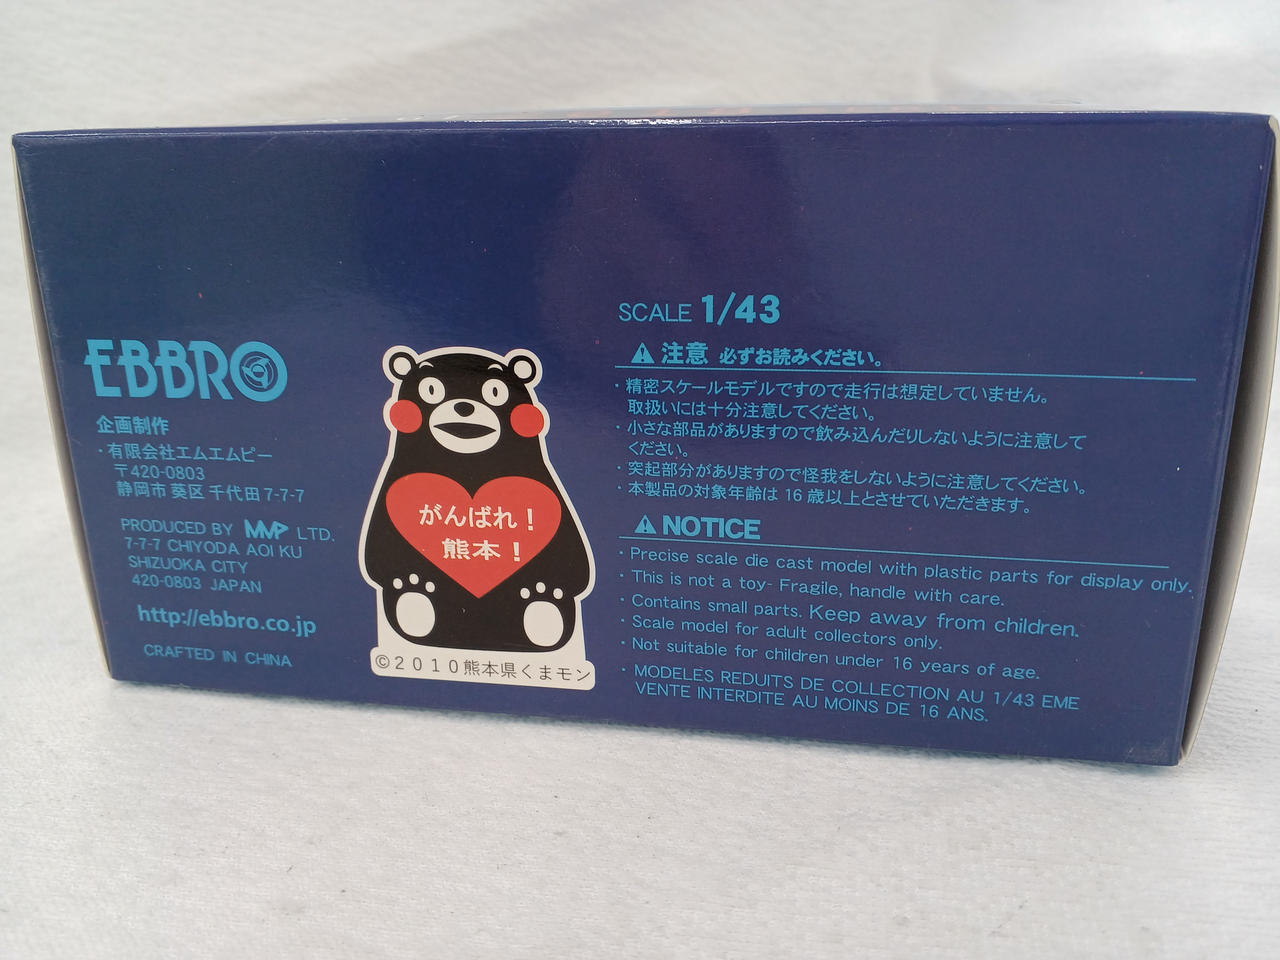 EBBRO
企画制作
・有限会社エムエムピー
〒420-0803
静岡市 葵区 千代田 7-7-7
PRODUCED BY MMP LTD.
7-7-7 CHIYODA AOI KU
SHIZUOKA CITY
420-0803 JAPAN
http://ebbro.co.jp
CRAFTED IN CHINA
がんばれ！
熊本！
©2010熊本県くまモン
SCALE 1/43
注意 必ずお読みください。
・精密スケールモデルですので走行は想定していません。
取扱いには十分注意してください。
・小さな部品がありますので飲み込んだりしないように注意して
ください。
・突起部分がありますので怪我をしないように注意してください。
・本製品の対象年齢は 16 歳以上とさせていただきます。
NOTICE
・Precise scale die cast model with plastic parts for display only.
・This is not a toy- Fragile, handle with care.
・Contains small parts. Keep away from children.
・Scale model for adult collectors only.
・Not suitable for children under 16 years of age.
・MODELES REDUITS DE COLLECTION AU 1/43 EME
VENTE INTERDITE AU MOINS DE 16 ANS.